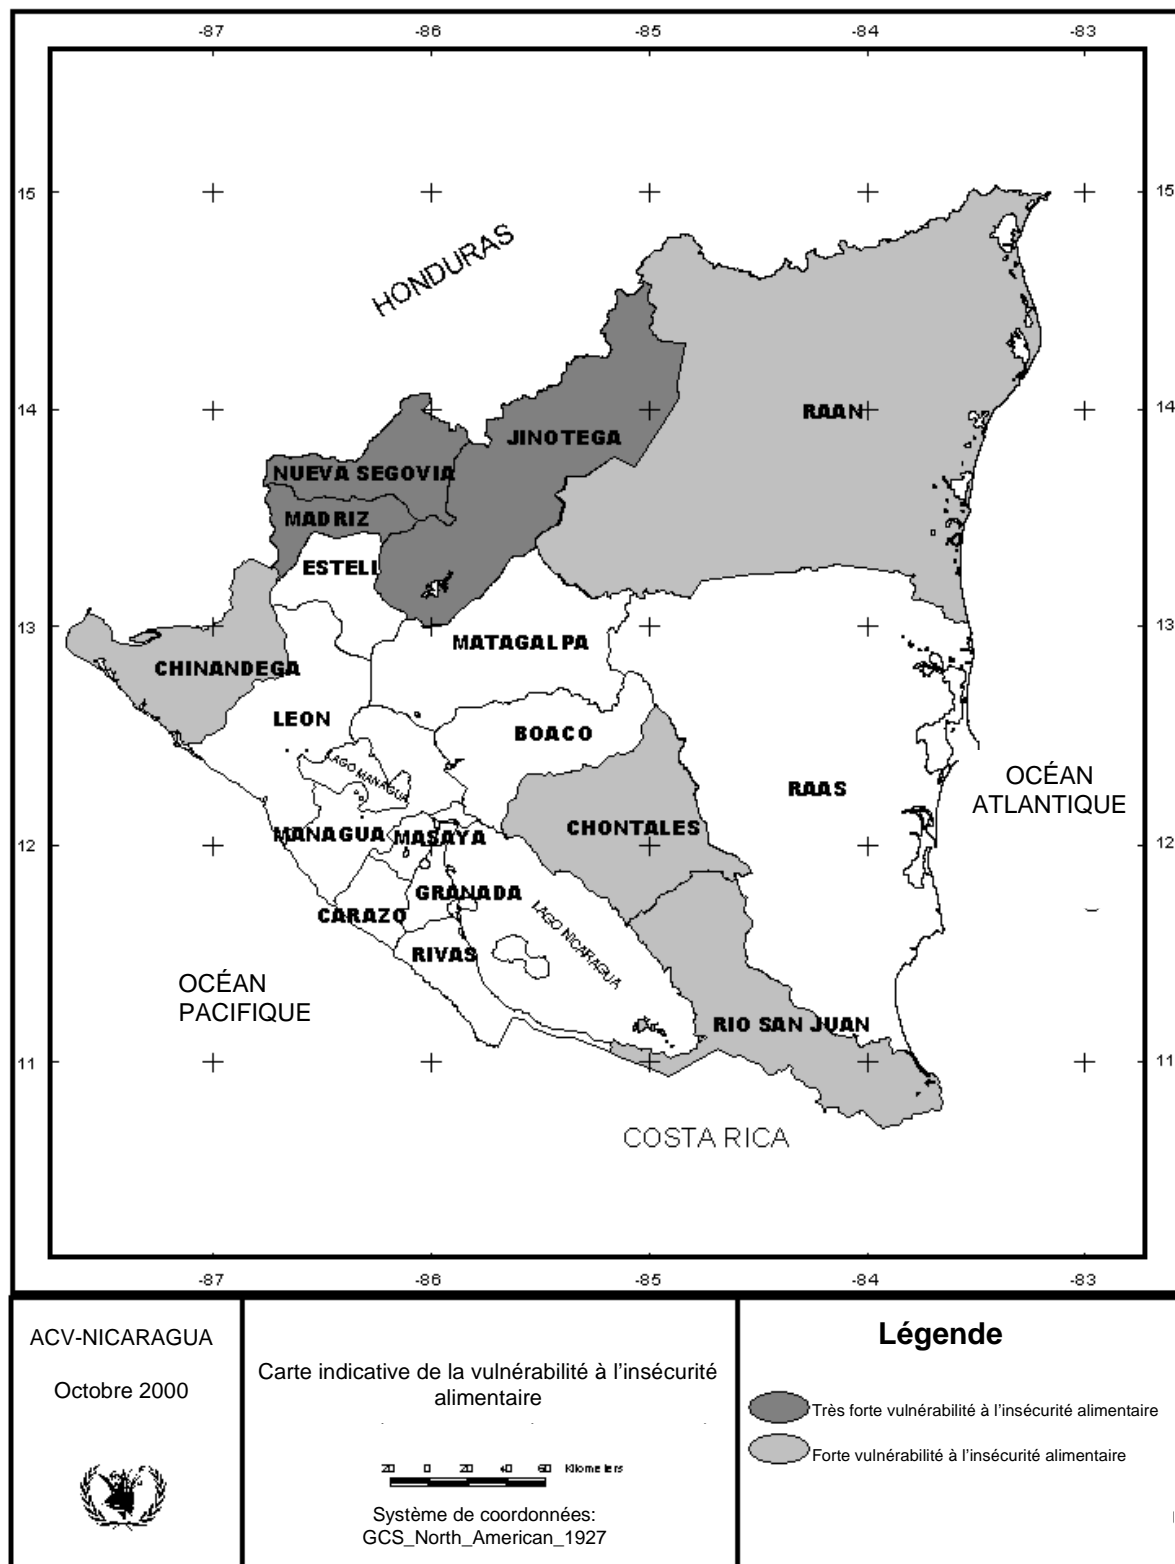 -87 -86 -85 -84 -83
15 15
HONDURAS
14 14
RAAN
JINOTEGA
NUEVA SEGOVIA
MADRIZ
ESTELI
13 13
MATAGALPA
CHINANDEGA
LEON
BOACO
LAGO MANAGUA
RAAS
OCÉAN
ATLANTIQUE
CHONTALES
MANAGUA
MASAYA
12 12
GRANADA
CARAZO
LAGO NICARAGUA
RIVAS
OCÉAN
PACIFIQUE
RIO SAN JUAN
11 11
COSTA RICA
-87 -86 -85 -84 -83
ACV-NICARAGUA
Octobre 2000
Carte indicative de la vulnérabilité à l'insécurité
alimentaire
20 0 20 40 60 Kilometers
Système de coordonnées:
GCS_North_American_1927
Légende
Très forte vulnérabilité à l'insécurité alimentaire
Forte vulnérabilité à l'insécurité alimentaire